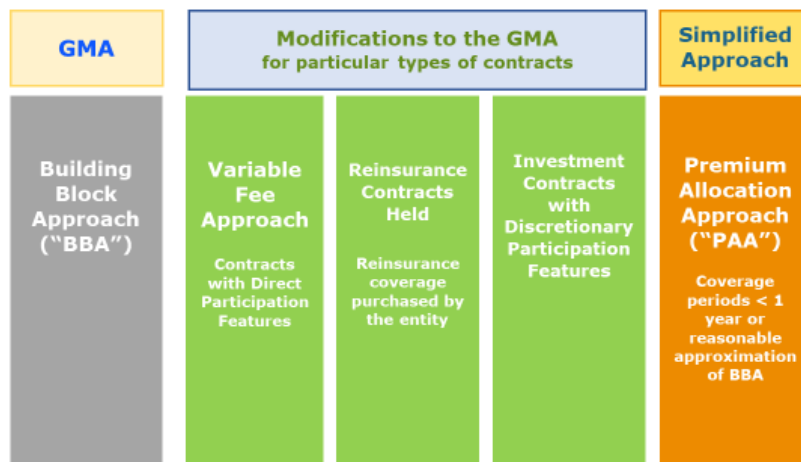 GMA
Modifications to the GMA
for particular types of contracts
Simplified
Approach
Building
Block
Approach
(“BBA”)
Variable
Fee
Approach
Contracts
with Direct
Participation
Features
Reinsurance
Contracts
Held
Reinsurance
coverage
purchased by
the entity
Investment
Contracts
with
Discretionary
Participation
Features
Premium
Allocation
Approach
(“PAA”)
Coverage
periods < 1
year or
reasonable
approximation
of BBA